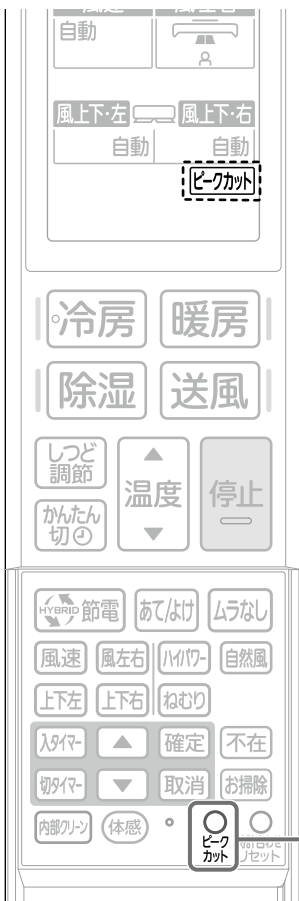 自動
風上下・左
風上下・右
自動
自動
ピークカット
冷房
暖房
除湿
送風
しつど
調節
温度
停止
かんたん
切
HYBRID 節電
あて/よけ
ムラなし
風速
風左右
ハイパワー
自然風
上下左
上下右
ねむり
入タイマー
確定
不在
切タイマー
取消
お掃除
内部クリーン
体感
ピーク
カット
リセット